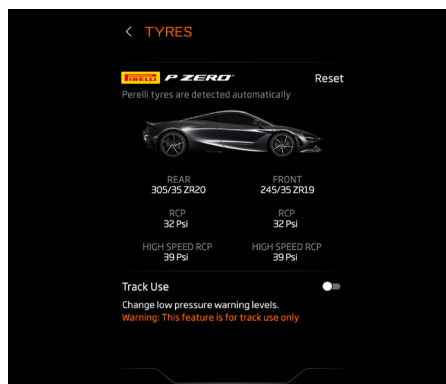 TYRES
PIRELLI P ZERO Reset
Perelli tyres are detected automatically
REAR FRONT
305/35 ZR20 245/35 ZR19
RCP RCP
32 Psi 32 Psi
HIGH SPEED RCP HIGH SPEED RCP
39 Psi 39 Psi
Track Use
Change low pressure warning levels.
Warning: This feature is for track use only